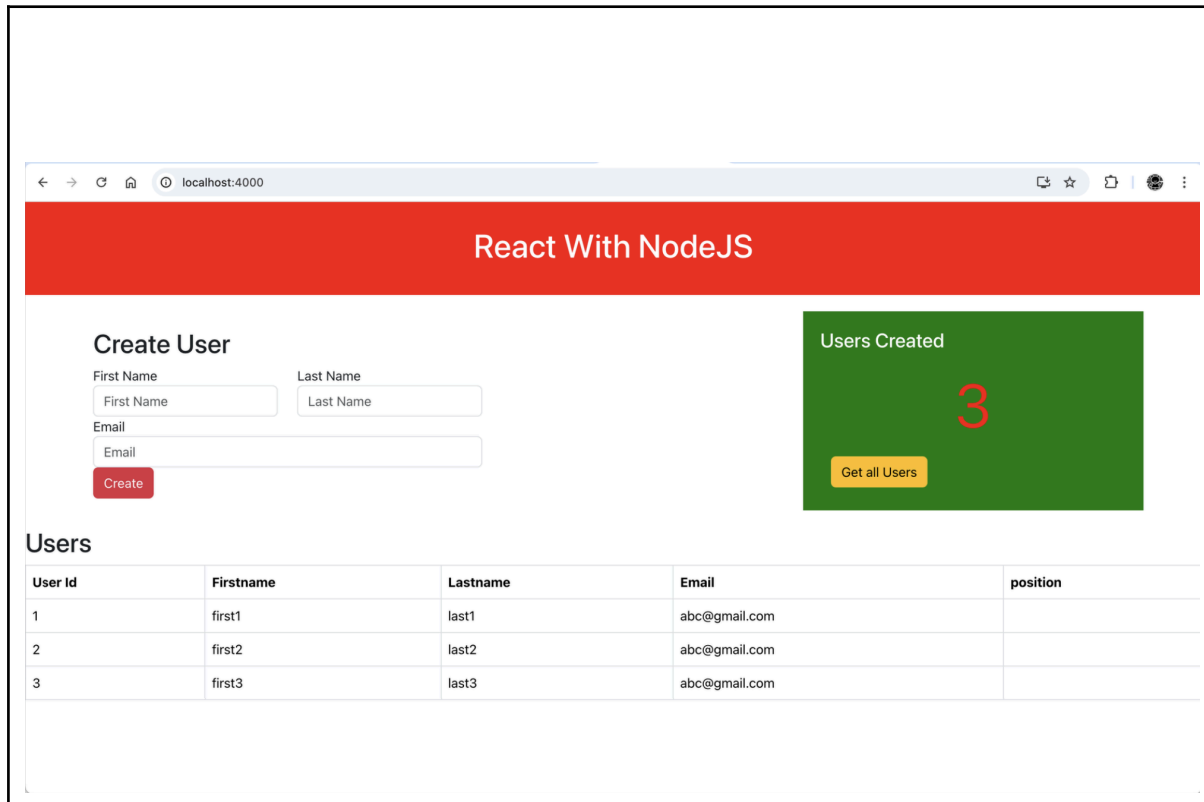 localhost:4000
React With NodeJS
Create User
First Name Last Name
First Name Last Name
Email
Email
Create
Users Created
3
Get all Users
Users
User Id Firstname Lastname Email position
1 first1 last1 abc@gmail.com
2 first2 last2 abc@gmail.com
3 first3 last3 abc@gmail.com